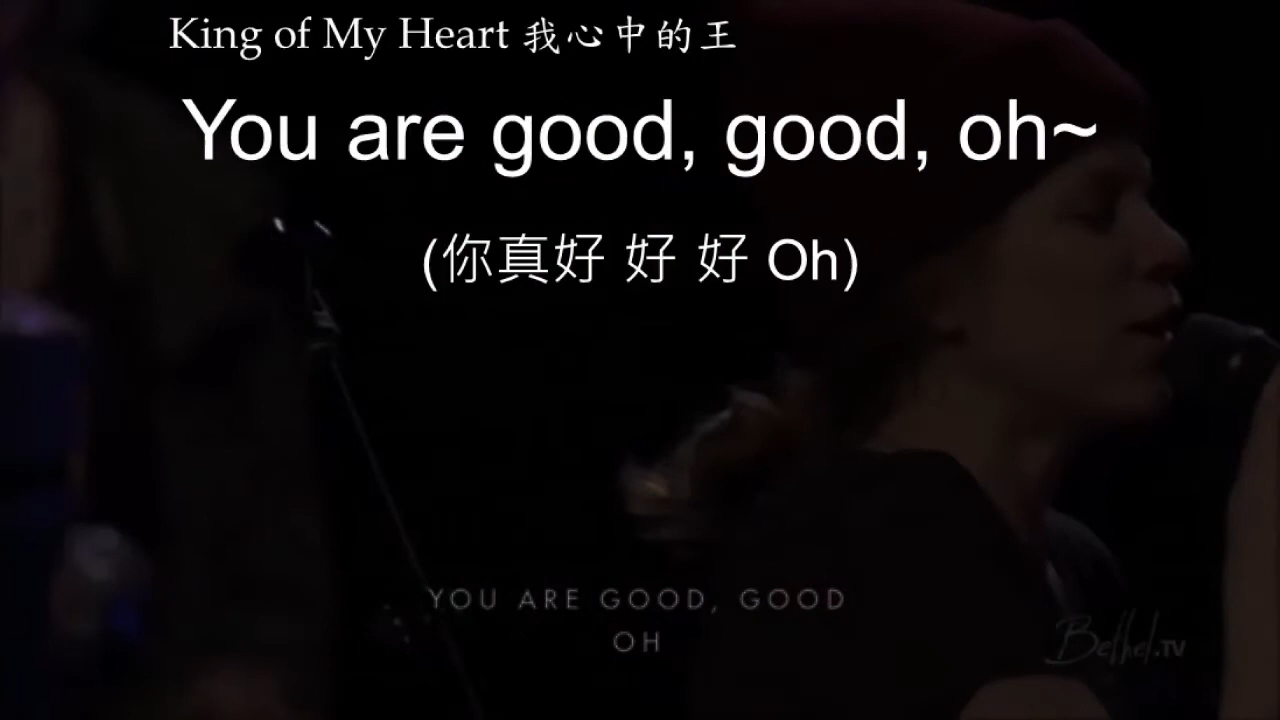 King of My Heart 我心中的王
You are good, good, oh~
(你真好 好 好 Oh)
YOU ARE GOOD, GOOD
OH
Bethel.TV